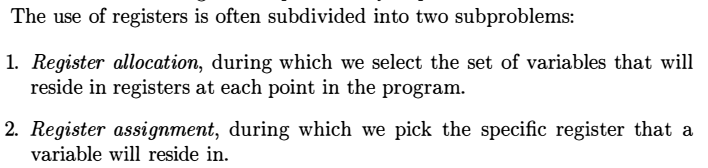 The use of registers is often subdivided into two subproblems:
1. Register allocation, during which we select the set of variables that will
reside in registers at each point in the program.
2. Register assignment, during which we pick the specific register that a
variable will reside in.